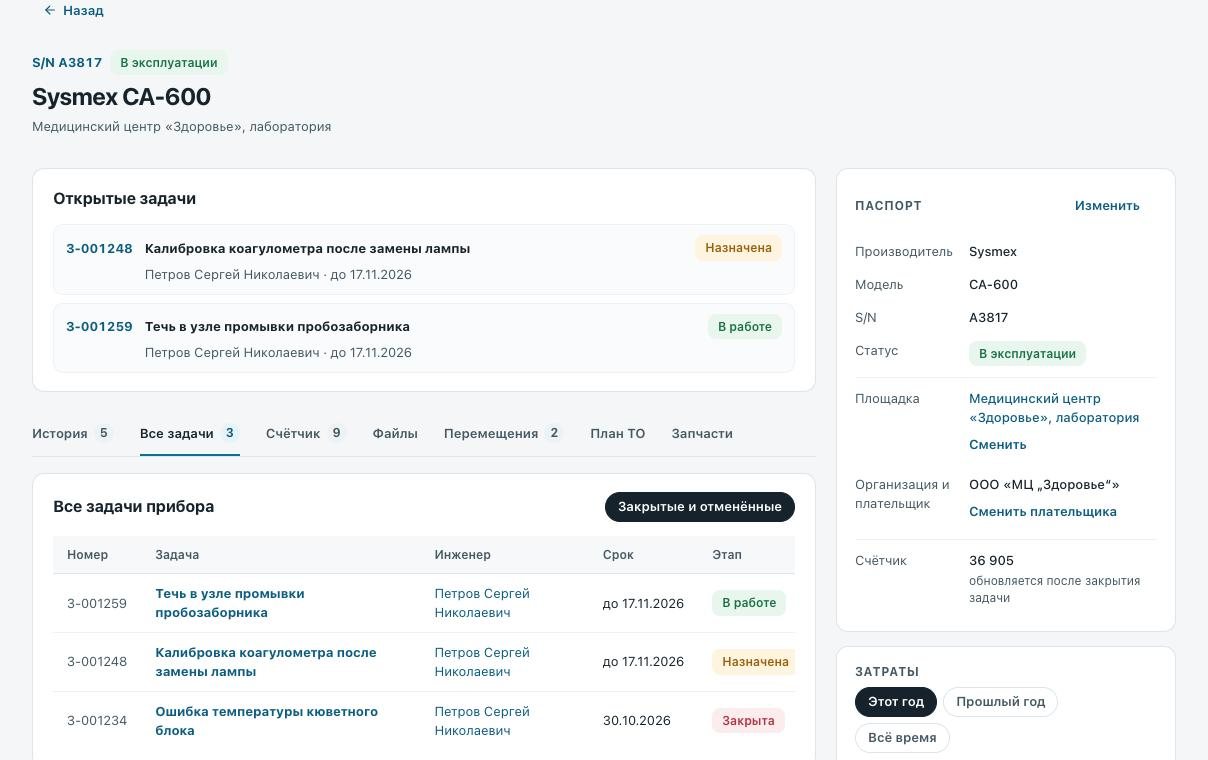 ← Назад
S/N A3817 В эксплуатации
Sysmex CA-600
Медицинский центр «Здоровье», лаборатория
Открытые задачи
З-001248 Калибровка коагулометра после замены лампы Назначена
Петров Сергей Николаевич · до 17.11.2026
З-001259 Течь в узле промывки пробозаборника В работе
Петров Сергей Николаевич · до 17.11.2026
История 5 Все задачи 3 Счётчик 9 Файлы Перемещения 2 План ТО Запчасти
Все задачи прибора Закрытые и отменённые
Номер Задача Инженер Срок Этап
З-001259 Течь в узле промывки пробозаборника Петров Сергей Николаевич до 17.11.2026 В работе
З-001248 Калибровка коагулометра после замены лампы Петров Сергей Николаевич до 17.11.2026 Назначена
З-001234 Ошибка температуры кюветного блока Петров Сергей Николаевич 30.10.2026 Закрыта
ПАСПОРТ Изменить
Производитель Sysmex
Модель CA-600
S/N A3817
Статус В эксплуатации
Площадка Медицинский центр
«Здоровье», лаборатория
Сменить
Организация и плательщик ООО «МЦ „Здоровье“»
Сменить плательщика
Счётчик 36 905
обновляется после закрытия
задачи
ЗАТРАТЫ
Этот год Прошлый год
Всё время